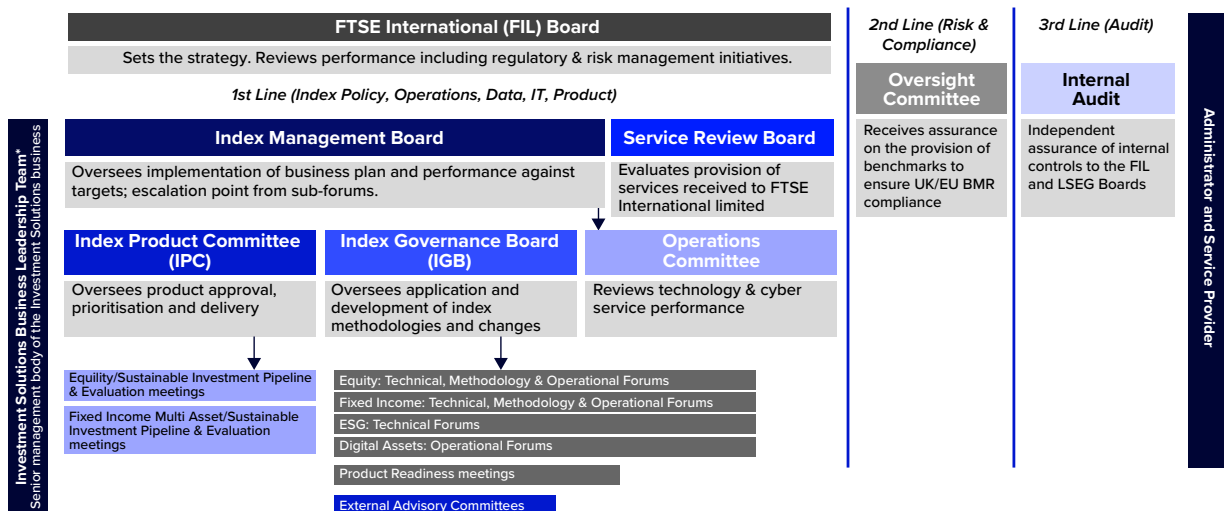 FTSE International (FIL) Board
Sets the strategy. Reviews performance including regulatory & risk management initiatives.
1st Line (Index Policy, Operations, Data, IT, Product)
2nd Line (Risk &
Compliance)
3rd Line (Audit)
Investment Solutions Business Leadership Team*
Senior management body of the Investment Solutions business
Index Management Board
Oversees implementation of business plan and performance against
targets; escalation point from sub-forums.
Service Review Board
Evaluates provision of
services received to FTSE
International limited
Oversight
Committee
Receives assurance
on the provision of
benchmarks to
ensure UK/EU BMR
compliance
Internal
Audit
Independent
assurance of internal
controls to the FIL
and LSEG Boards
Administrator and Service Provider
Index Product Committee
(IPC)
Oversees product approval,
prioritisation and delivery
Index Governance Board
(IGB)
Oversees application and
development of index
methodologies and changes
Operations
Committee
Reviews technology & cyber
service performance
Equility/Sustainable Investment Pipeline
& Evaluation meetings
Fixed Income Multi Asset/Sustainable
Investment Pipeline & Evaluation
meetings
Equity: Technical, Methodology & Operational Forums
Fixed Income: Technical, Methodology & Operational Forums
ESG: Technical Forums
Digital Assets: Operational Forums
Product Readiness meetings
External Advisory Committees